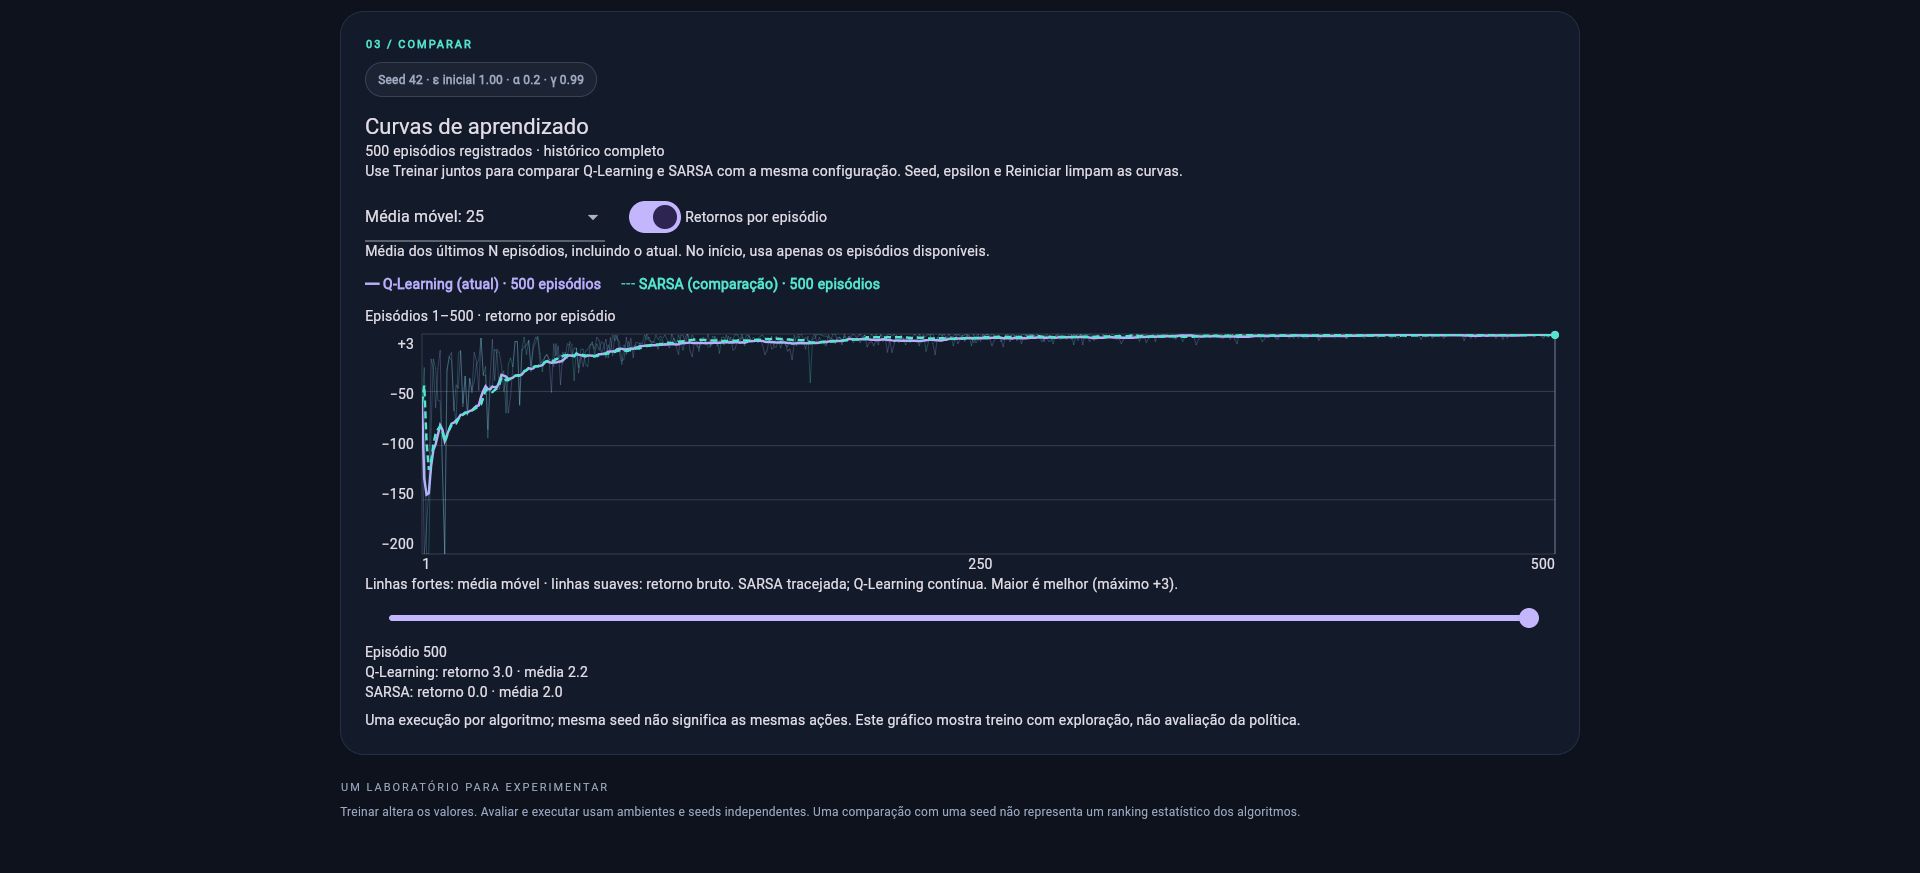 03 / COMPARAR
Seed 42 · ε inicial 1.00 · α 0.2 · γ 0.99
Curvas de aprendizado
500 episódios registrados · histórico completo
Use Treinar juntos para comparar Q-Learning e SARSA com a mesma configuração. Seed, epsilon e Reiniciar limpam as curvas.
Média móvel: 25
Retornos por episódio
Média dos últimos N episódios, incluindo o atual. No início, usa apenas os episódios disponíveis.
━ Q-Learning (atual) · 500 episódios
--- SARSA (comparação) · 500 episódios
Episódios 1–500 · retorno por episódio
+3
−50
−100
−150
−200
1
250
500
Linhas fortes: média móvel · linhas suaves: retorno bruto. SARSA tracejada; Q-Learning contínua. Maior é melhor (máximo +3).
Episódio 500
Q-Learning: retorno 3.0 · média 2.2
SARSA: retorno 0.0 · média 2.0
Uma execução por algoritmo; mesma seed não significa as mesmas ações. Este gráfico mostra treino com exploração, não avaliação da política.
UM LABORATÓRIO PARA EXPERIMENTAR
Treinar altera os valores. Avaliar e executar usam ambientes e seeds independentes. Uma comparação com uma seed não representa um ranking estatístico dos algoritmos.